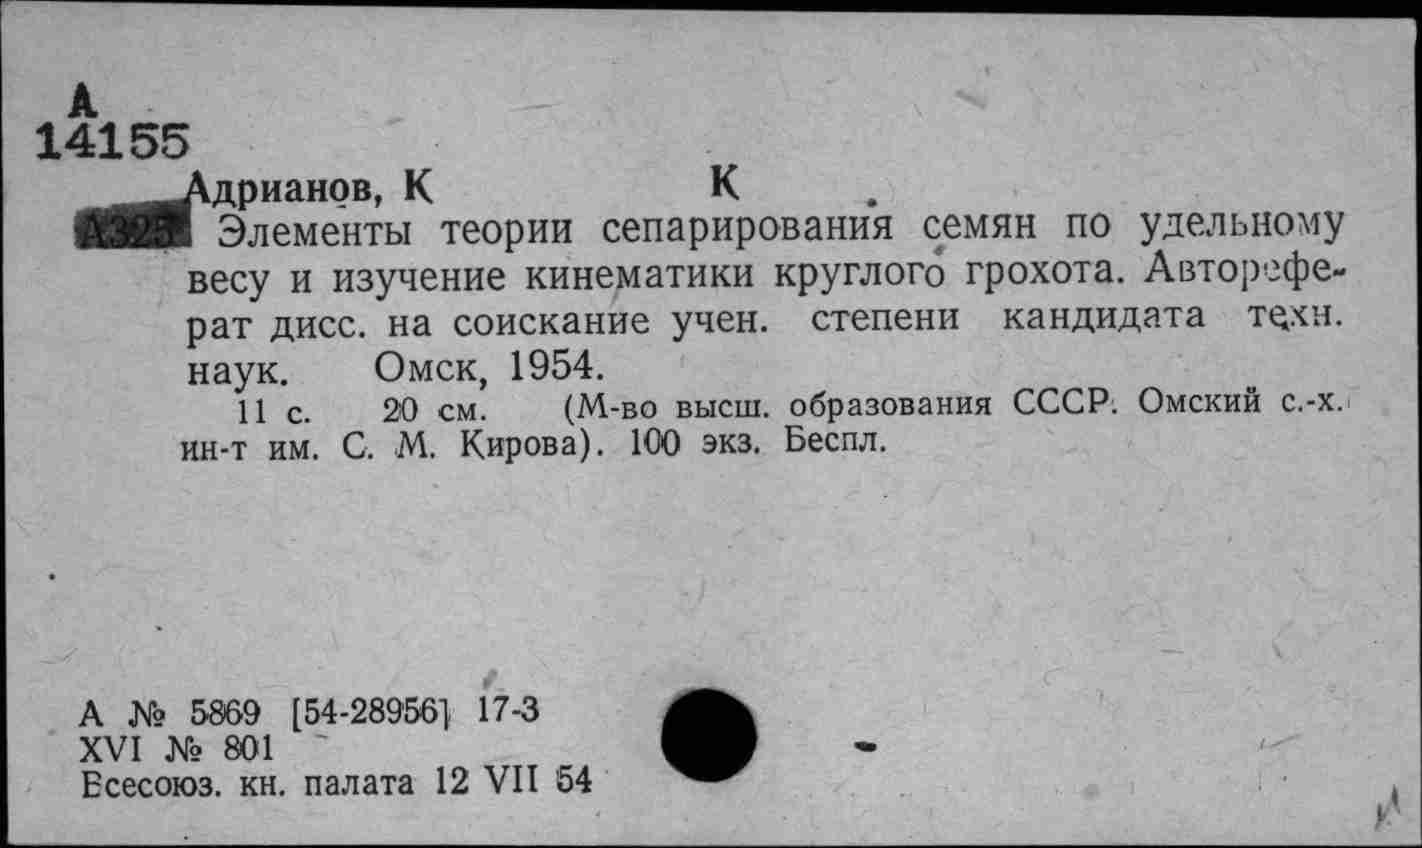 А
14155
Адрианов, К К
Элементы теории сепарирования семян по удельному
весу и изучение кинематики круглого грохота. Авторефе-
рат дисс. на соискание учен. степени кандидата техн.
наук. Омск, 1954.
11 с. 20 см. (М-во высш. образования СССР. Омский с.-х.
ин-т им. С. М. Кирова). 100 экз. Беспл.
А № 5869 [54-28956] 17-3
XVI № 801
Всесоюз. кн. палата 12 VII 54